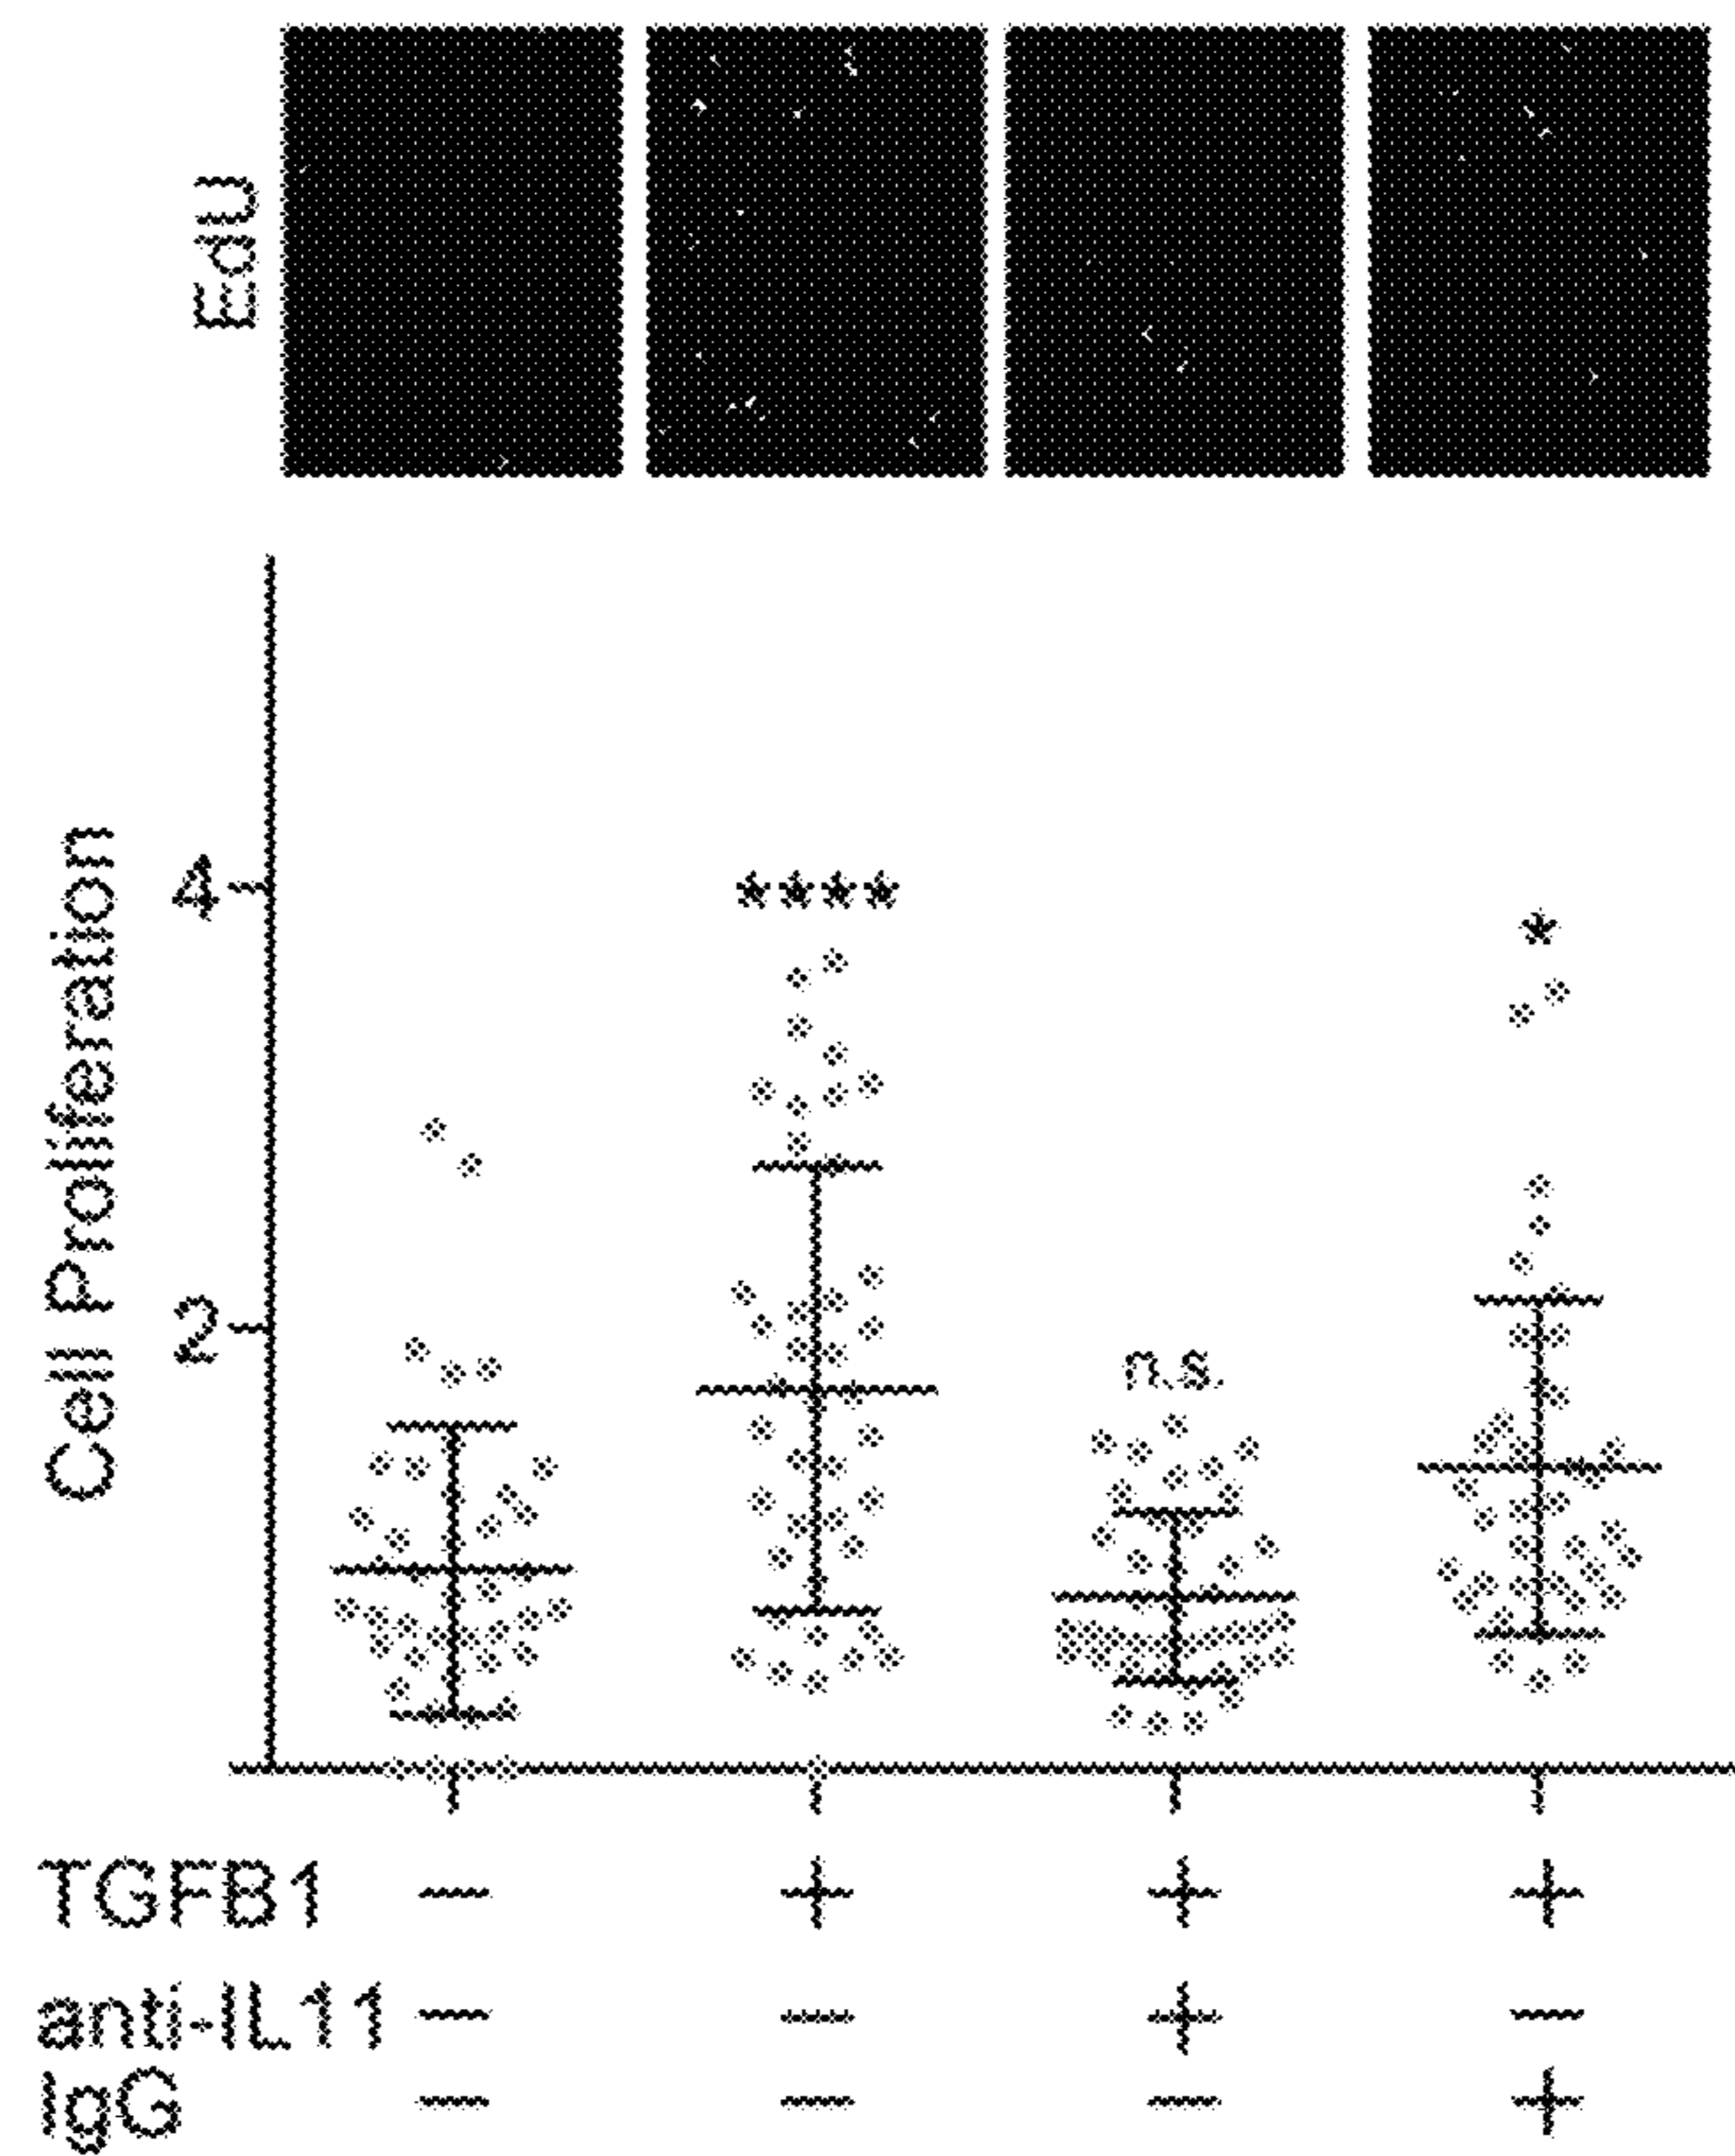 EdU
Cell Proliferation
4
2
****
n.s.
*
TGFB1 − + + +
anti-IL11 − − + −
IgG − − − +